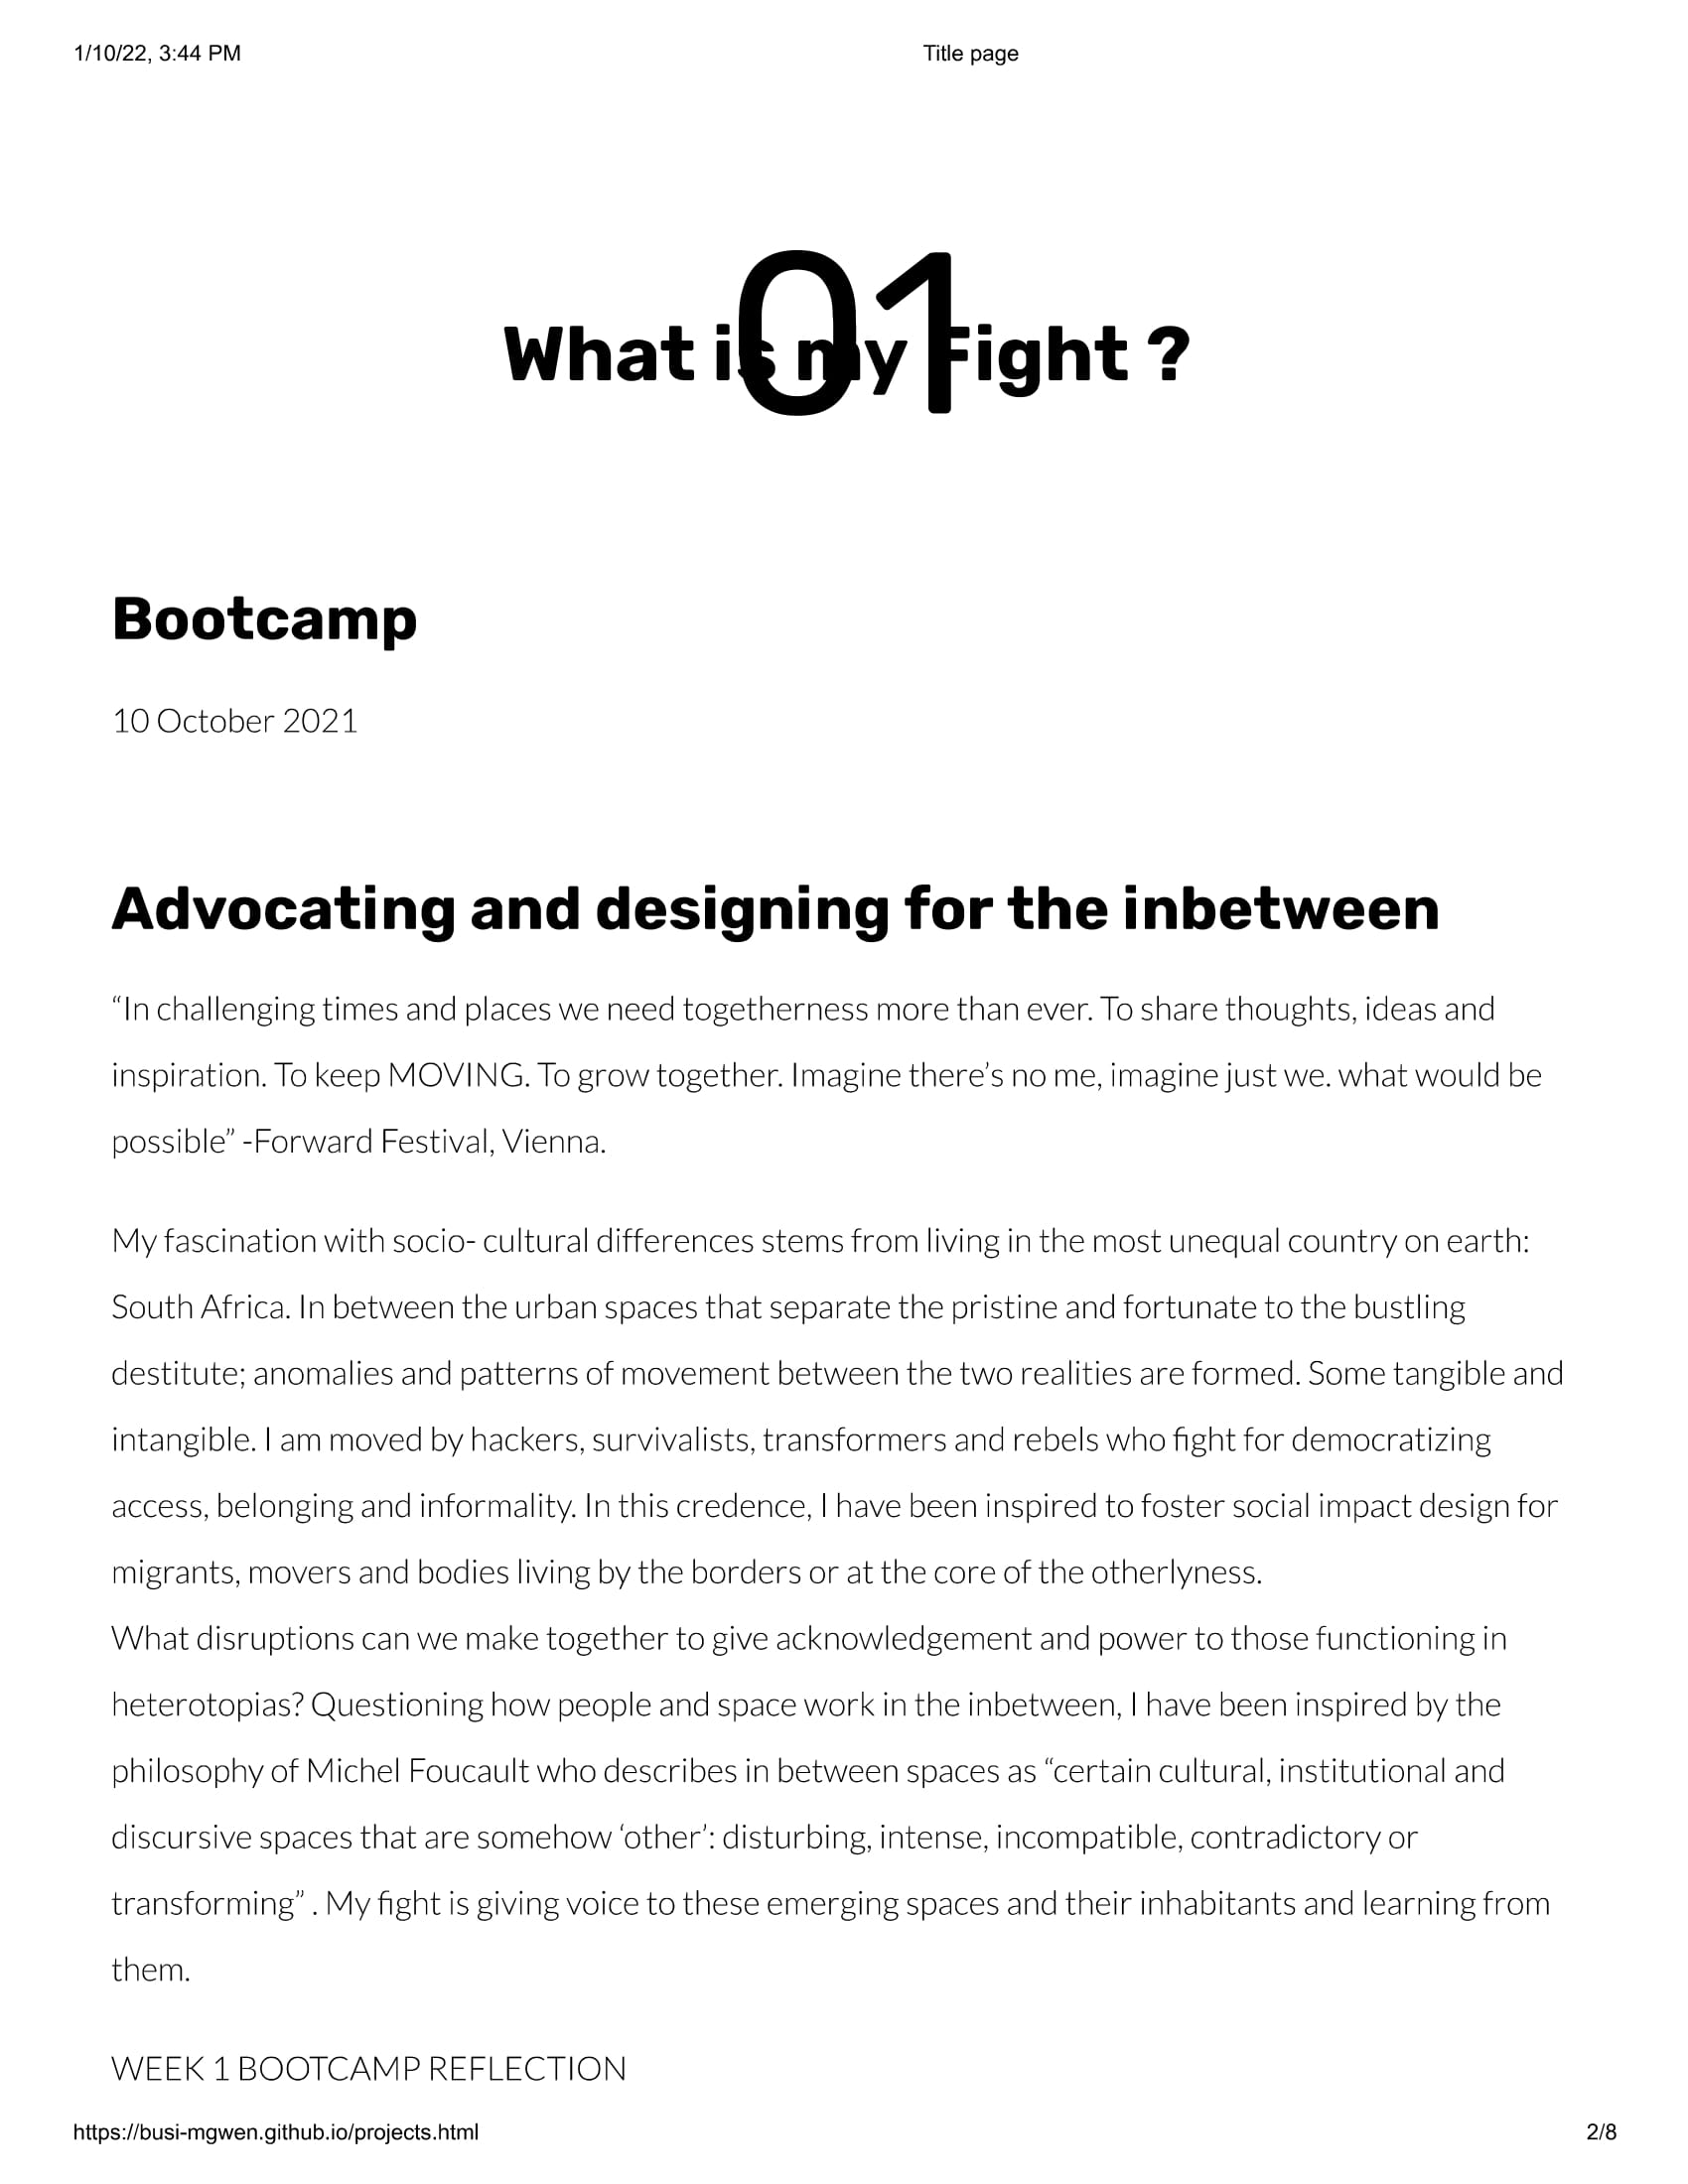 1/10/22, 3:44 PM
Title page
01
What is my Fight ?
Bootcamp
10 October 2021
Advocating and designing for the inbetween
“In challenging times and places we need togetherness more than ever. To share thoughts, ideas and
inspiration. To keep MOVING. To grow together. Imagine there’s no me, imagine just we. what would be
possible” -Forward Festival, Vienna.
My fascination with socio- cultural differences stems from living in the most unequal country on earth:
South Africa. In between the urban spaces that separate the pristine and fortunate to the bustling
destitute; anomalies and patterns of movement between the two realities are formed. Some tangible and
intangible. I am moved by hackers, survivalists, transformers and rebels who fight for democratizing
access, belonging and informality. In this credence, I have been inspired to foster social impact design for
migrants, movers and bodies living by the borders or at the core of the otherlyness.
What disruptions can we make together to give acknowledgement and power to those functioning in
heterotopias? Questioning how people and space work in the inbetween, I have been inspired by the
philosophy of Michel Foucault who describes in between spaces as “certain cultural, institutional and
discursive spaces that are somehow ‘other’: disturbing, intense, incompatible, contradictory or
transforming” . My fight is giving voice to these emerging spaces and their inhabitants and learning from
them.
WEEK 1 BOOTCAMP REFLECTION
https://busi-mgwen.github.io/projects.html
2/8